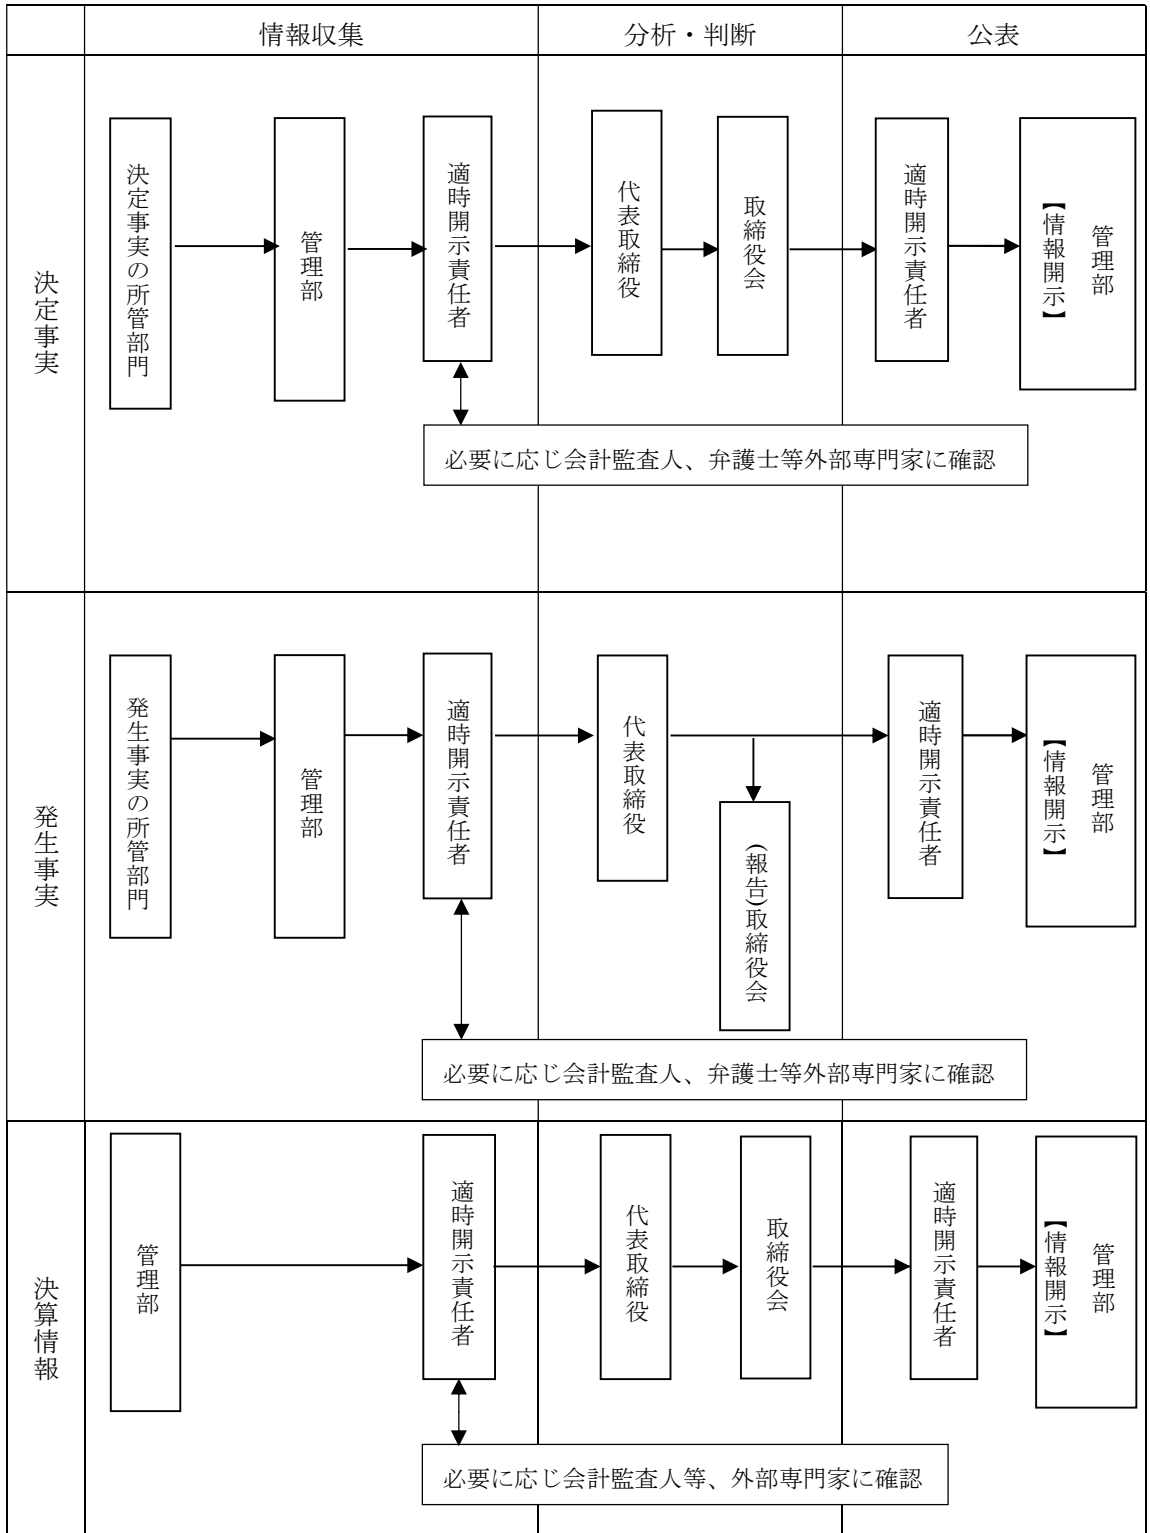 情報収集
分析・判断
公表
決定事実
決定事実の所管部門
管理部
適時開示責任者
代表取締役
取締役会
適時開示責任者
管理部
【情報開示】
必要に応じ会計監査人、弁護士等外部専門家に確認
発生事実
発生事実の所管部門
管理部
適時開示責任者
代表取締役
(報告)取締役会
適時開示責任者
管理部
【情報開示】
必要に応じ会計監査人、弁護士等外部専門家に確認
決算情報
管理部
適時開示責任者
代表取締役
取締役会
適時開示責任者
管理部
【情報開示】
必要に応じ会計監査人等、外部専門家に確認